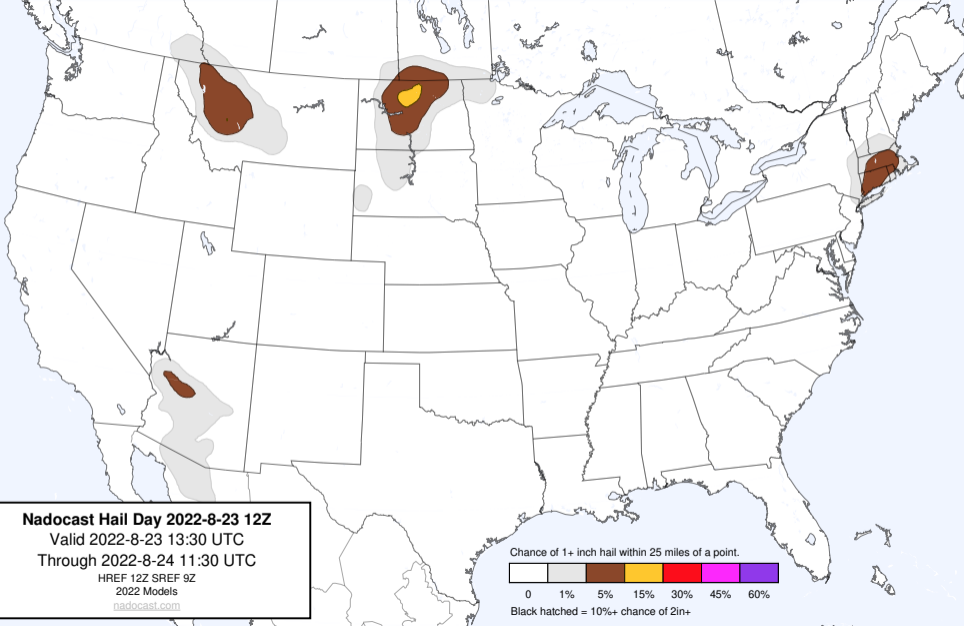 Nadocast Hail Day 2022-8-23 12Z
Valid 2022-8-23 13:30 UTC
Through 2022-8-24 11:30 UTC
HREF 12Z SREF 9Z
2022 Models
nadocast.com
Chance of 1+ inch hail within 25 miles of a point.
0 1% 5% 15% 30% 45% 60%
Black hatched = 10%+ chance of 2in+